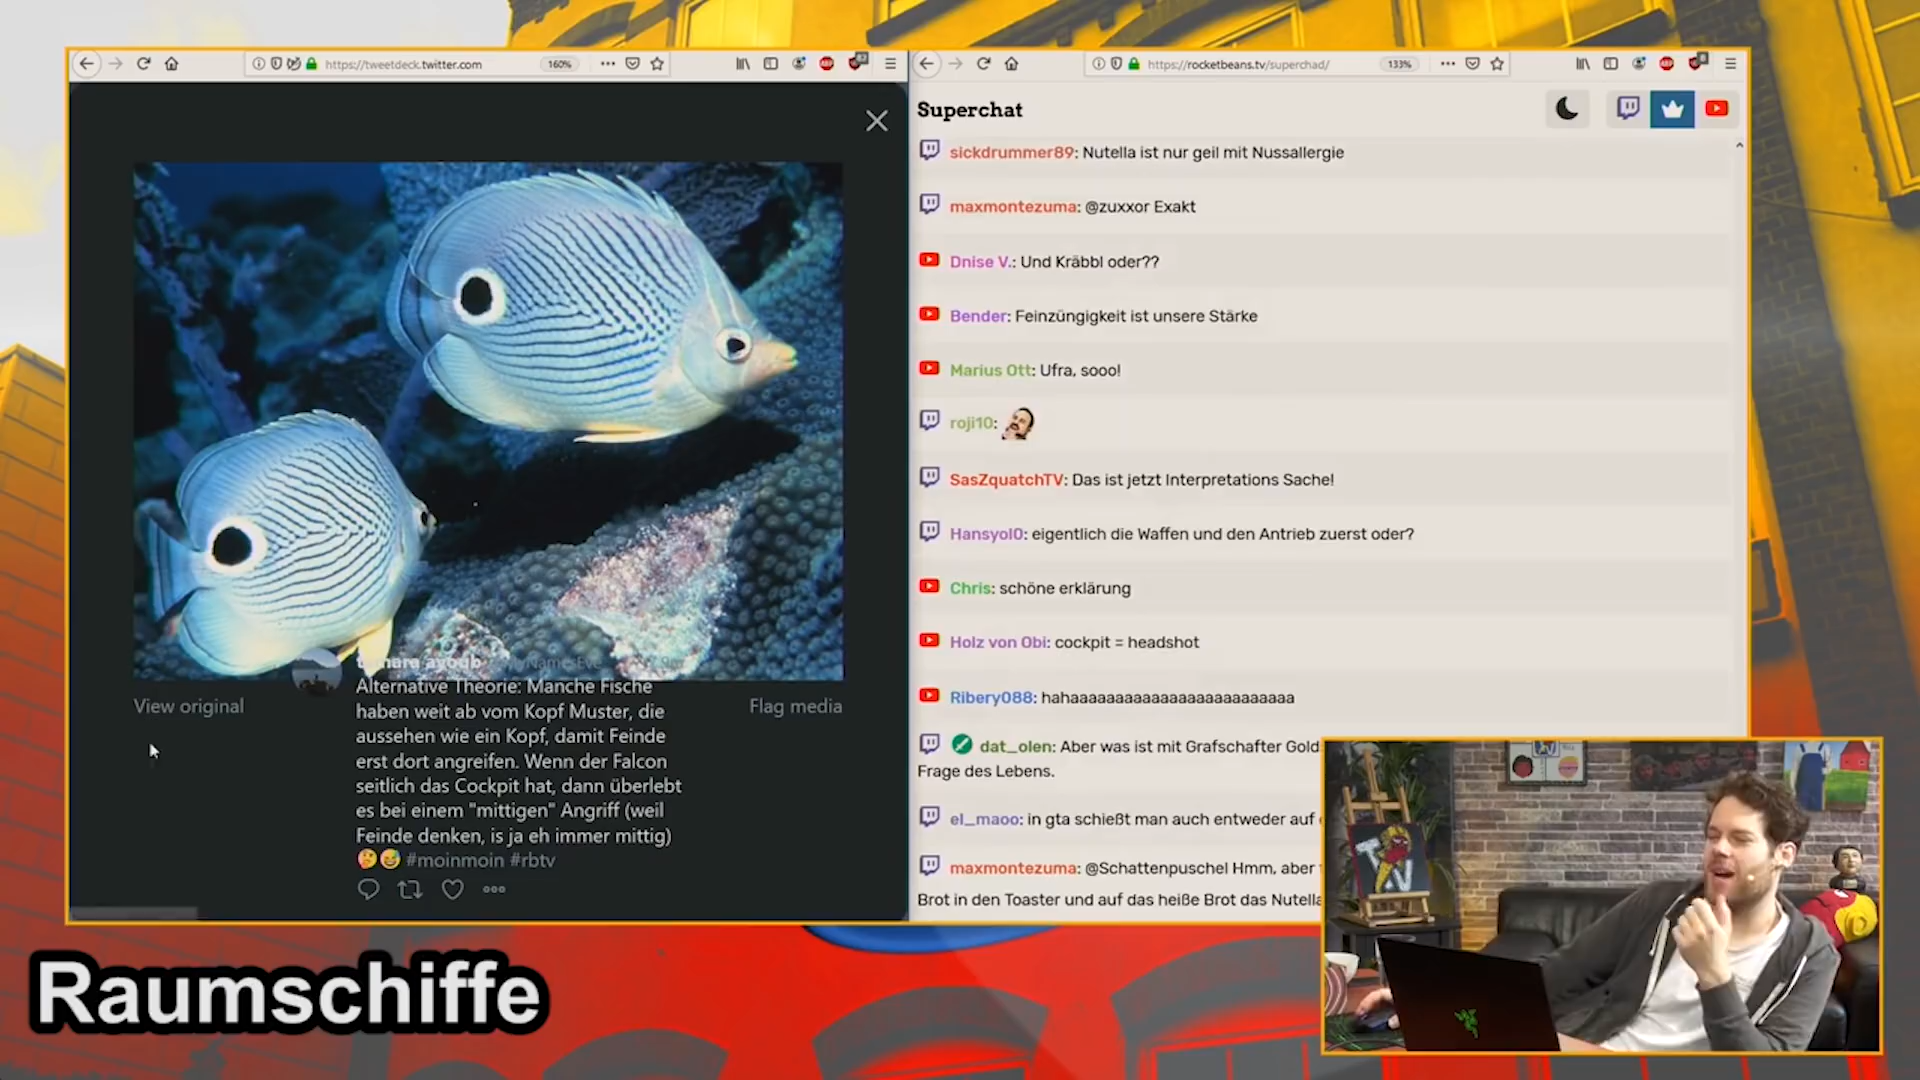 https://tweetdeck.twitter.com
160%
https://rocketbeans.tv/superchad/
133%
Superchat
sickdrummer89: Nutella ist nur geil mit Nussallergie
maxmontezuma: @zuxxor Exakt
Dnise V.: Und Kräbbl oder??
Bender: Feinzüngigkeit ist unsere Stärke
Marius Ott: Ufra, sooo!
roji10:
SasZquatchTV: Das ist jetzt Interpretations Sache!
Hansyol0: eigentlich die Waffen und den Antrieb zuerst oder?
Chris: schöne erklärung
Holz von Obi: cockpit = headshot
Ribery088: hahaaaaaaaaaaaaaaaaaaaaaaaaa
dat_olen: Aber was ist mit Grafschafter Gold
Frage des Lebens.
el_maoo: in gta schießt man auch entweder auf
maxmontezuma: @Schattenpuschel Hmm, aber
Brot in den Toaster und auf das heiße Brot das Nutella
View original
Flag media
ayoub
Alternative Theorie: Manche Fische
haben weit ab vom Kopf Muster, die
aussehen wie ein Kopf, damit Feinde
erst dort angreifen. Wenn der Falcon
seitlich das Cockpit hat, dann überlebt
es bei einem "mittigen" Angriff (weil
Feinde denken, is ja eh immer mittig)
🤔😅 #moinmoin #rbtv
Raumschiffe